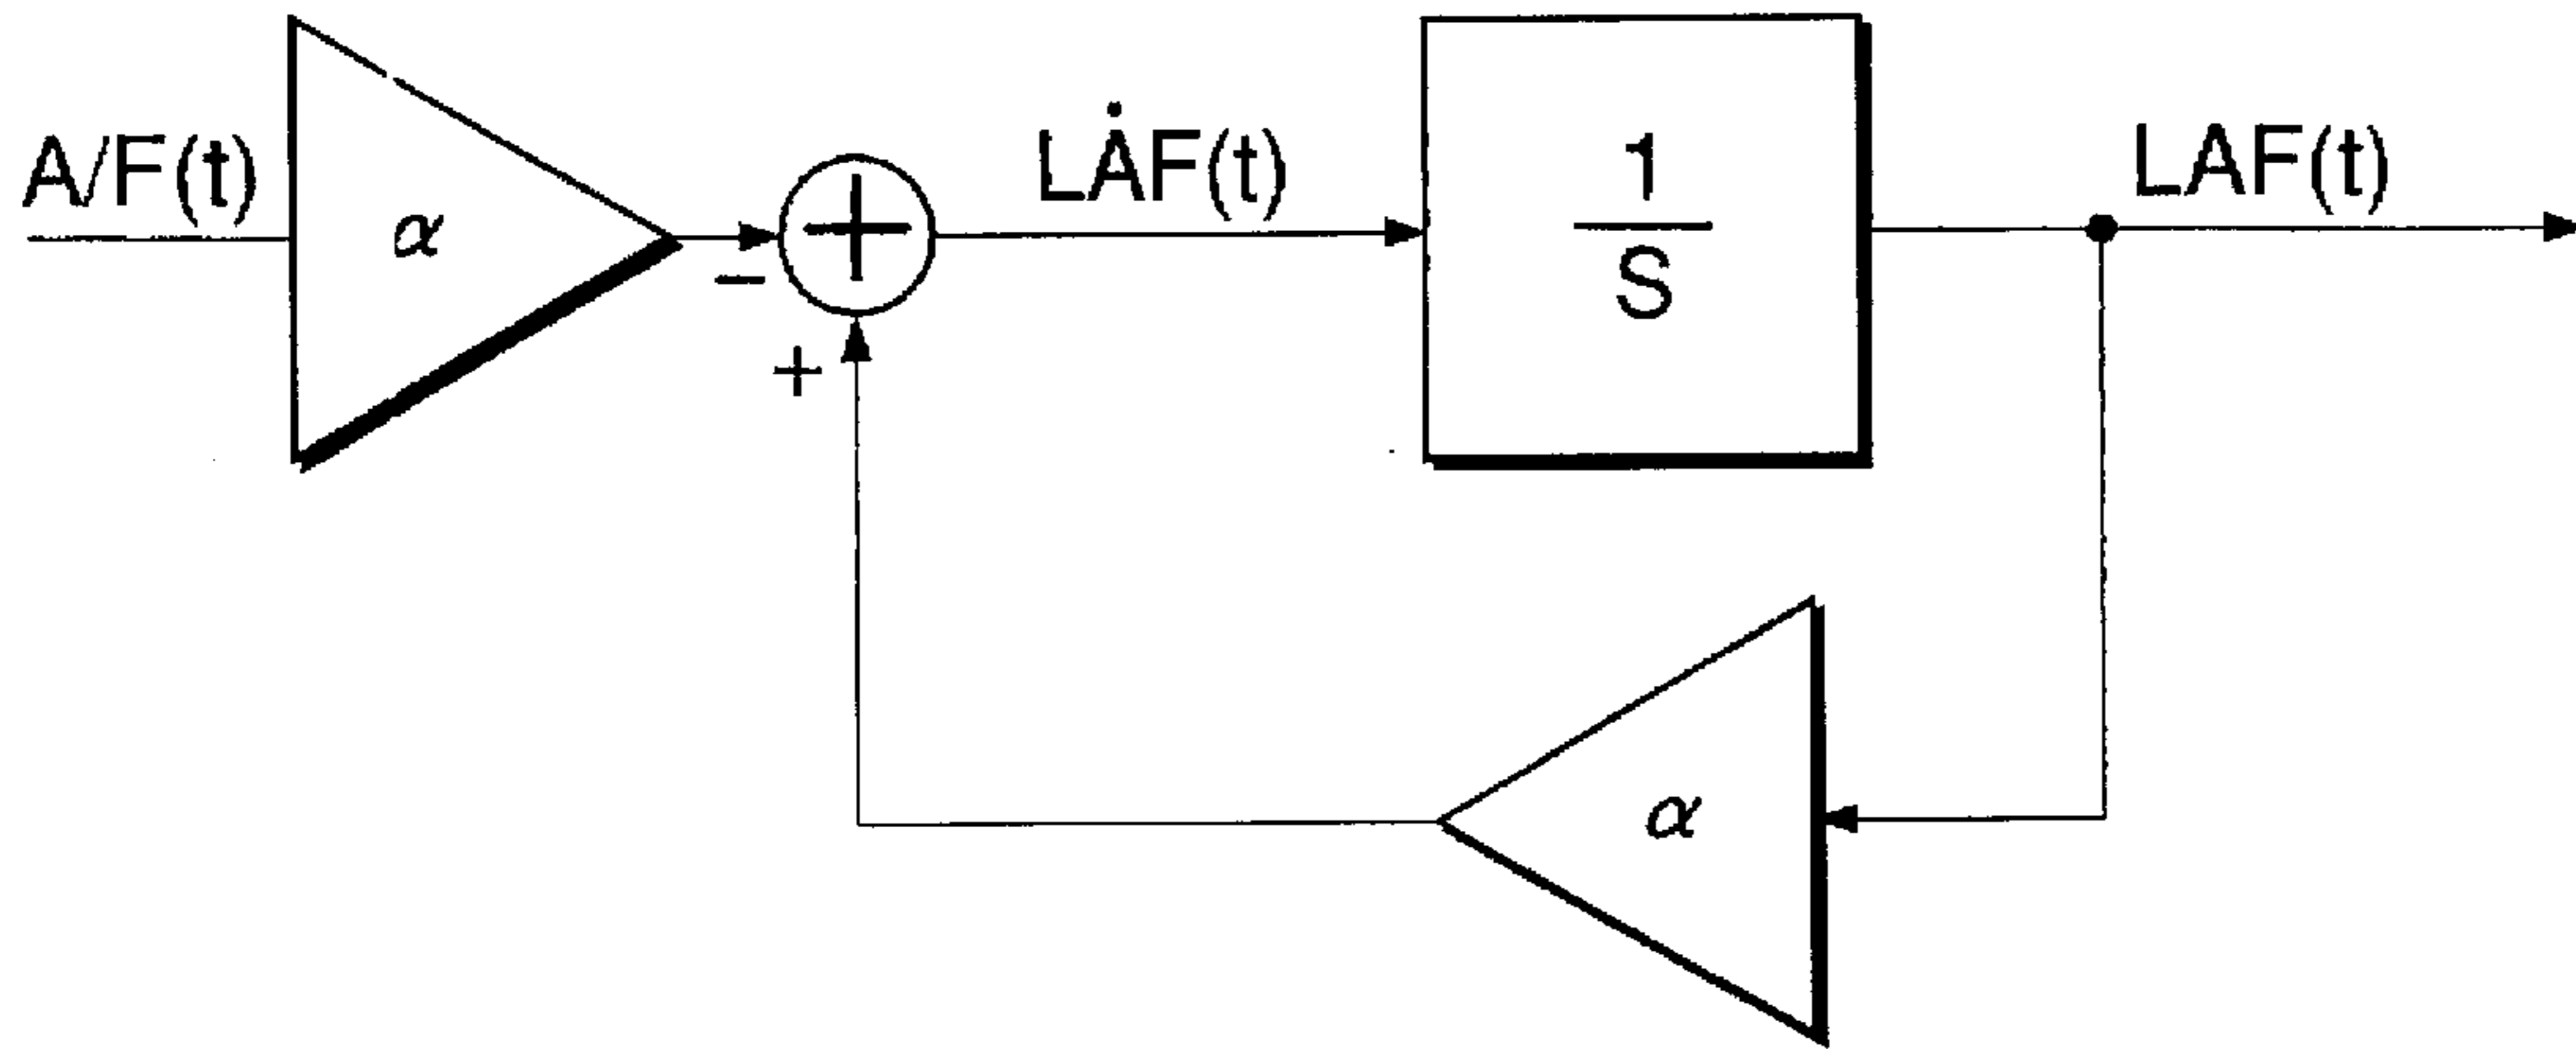 A/F(t)
α
−
+
+
LȦF(t)
1
S
LAF(t)
α